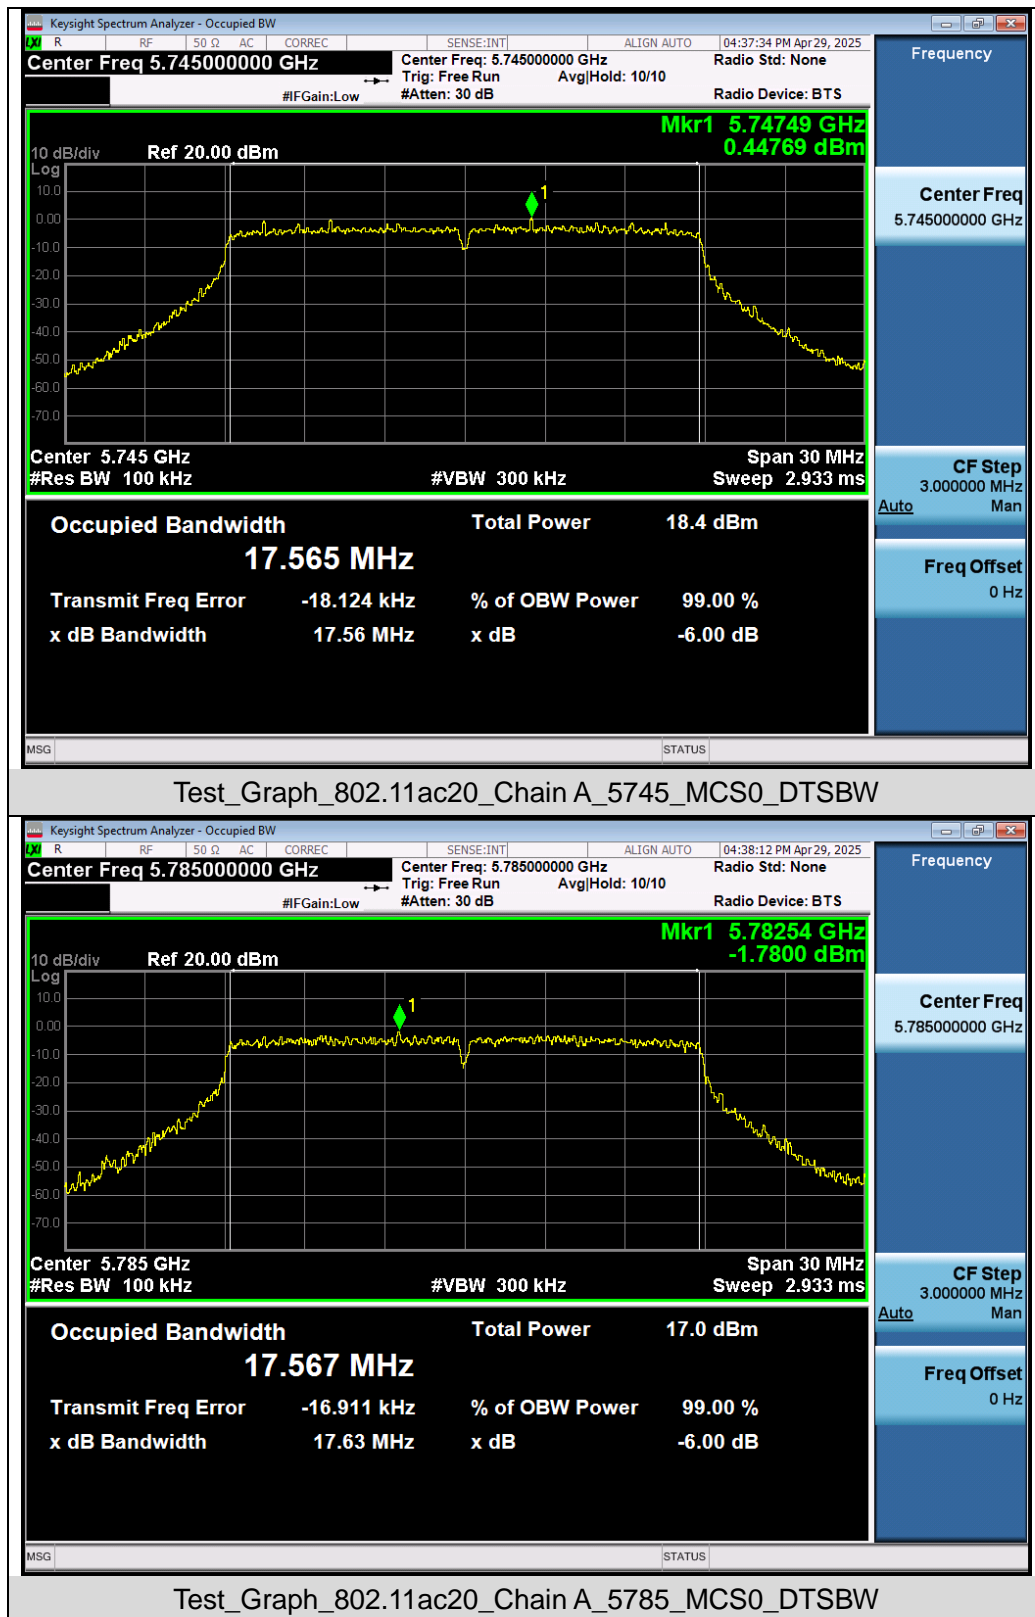 Keysight Spectrum Analyzer - Occupied BW
LXI R RF 50 Ω AC CORREC SENSE:INT ALIGN AUTO 04:37:34 PM Apr 29, 2025
Center Freq 5.745000000 GHz
Center Freq: 5.745000000 GHz
Radio Std: None
Trig: Free Run Avg|Hold: 10/10
#IFGain:Low
#Atten: 30 dB
Radio Device: BTS
Frequency
Mkr1 5.74749 GHz
0.44769 dBm
10 dB/div Ref 20.00 dBm
Log
10.0
1
0.00
-10.0
-20.0
-30.0
-40.0
-50.0
-60.0
-70.0
Center Freq
5.745000000 GHz
Center 5.745 GHz Span 30 MHz
#Res BW 100 kHz #VBW 300 kHz Sweep 2.933 ms
CF Step
3.000000 MHz
Auto Man
Freq Offset
0 Hz
Occupied Bandwidth Total Power 18.4 dBm
17.565 MHz
Transmit Freq Error -18.124 kHz % of OBW Power 99.00 %
x dB Bandwidth 17.56 MHz x dB -6.00 dB
MSG STATUS
Test_Graph_802.11ac20_Chain A_5745_MCS0_DTSBW
Keysight Spectrum Analyzer - Occupied BW
LXI R RF 50 Ω AC CORREC SENSE:INT ALIGN AUTO 04:38:12 PM Apr 29, 2025
Center Freq 5.785000000 GHz
Center Freq: 5.785000000 GHz
Radio Std: None
Trig: Free Run Avg|Hold: 10/10
#IFGain:Low
#Atten: 30 dB
Radio Device: BTS
Frequency
Mkr1 5.78254 GHz
-1.7800 dBm
10 dB/div Ref 20.00 dBm
Log
10.0
1
0.00
-10.0
-20.0
-30.0
-40.0
-50.0
-60.0
-70.0
Center Freq
5.785000000 GHz
Center 5.785 GHz Span 30 MHz
#Res BW 100 kHz #VBW 300 kHz Sweep 2.933 ms
CF Step
3.000000 MHz
Auto Man
Freq Offset
0 Hz
Occupied Bandwidth Total Power 17.0 dBm
17.567 MHz
Transmit Freq Error -16.911 kHz % of OBW Power 99.00 %
x dB Bandwidth 17.63 MHz x dB -6.00 dB
MSG STATUS
Test_Graph_802.11ac20_Chain A_5785_MCS0_DTSBW